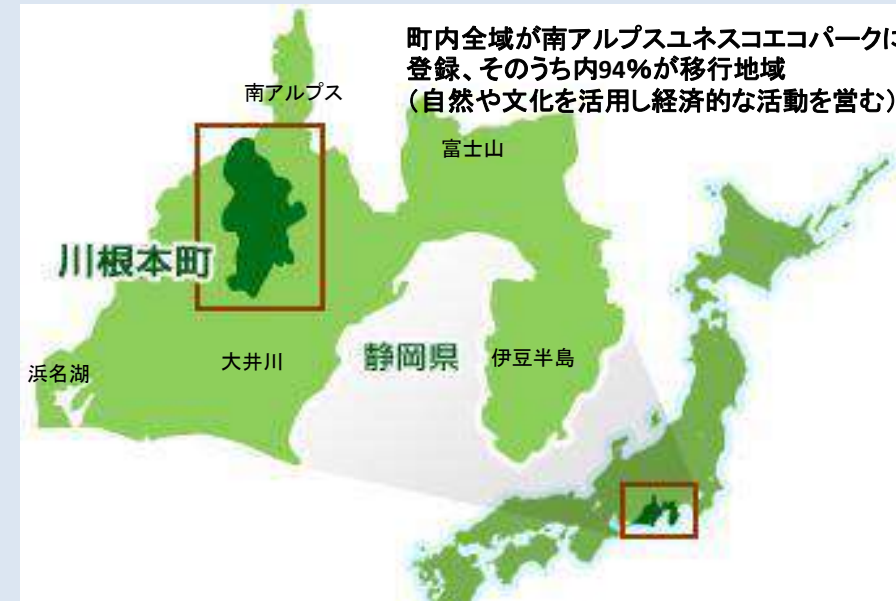 町内全域が南アルプスユネスコエコパークに
登録、そのうち内94%が移行地域
（自然や文化を活用し経済的な活動を営む）
南アルプス
富士山
川根本町
浜名湖
大井川
静岡県
伊豆半島